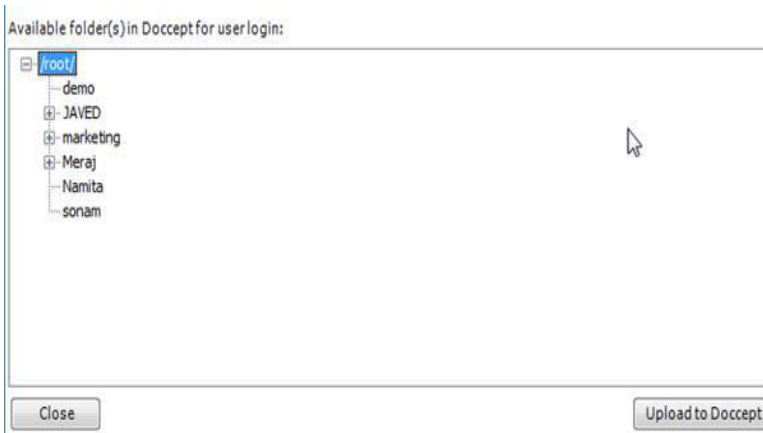 Available folder(s) in Doccept for user login:
/root/
demo
JAVED
marketing
Meraj
Namita
sonam
Close
Upload to Doccept